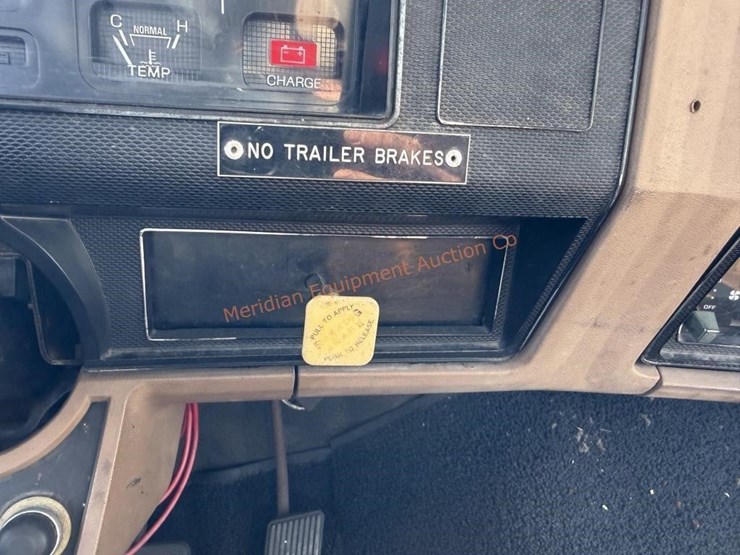 C NORMAL H
TEMP
CHARGE
NO TRAILER BRAKES
Meridian Equipment Auction Co
PULL TO APPLY
PUSH TO RELEASE
OFF